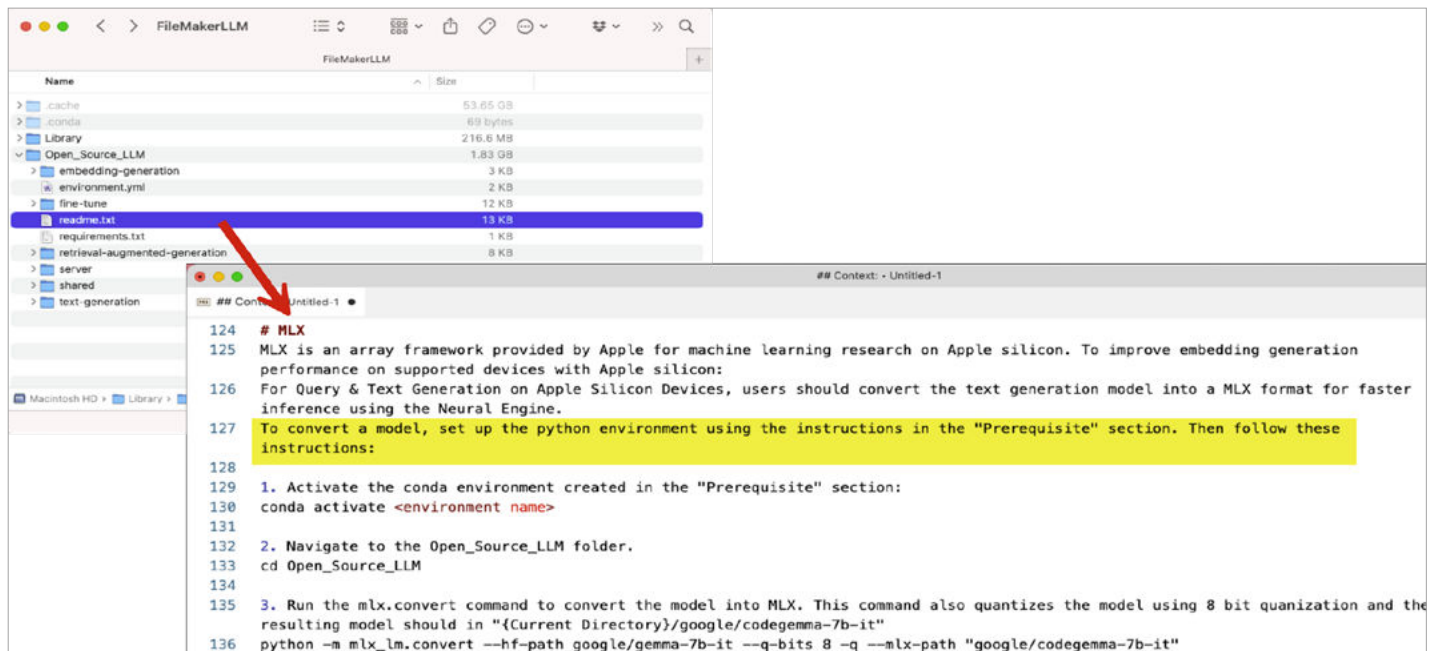 FileMakerLLM
FileMakerLLM
Name Size
.cache 53.65 GB
.conda 69 bytes
Library 216.6 MB
Open_Source_LLM 1.83 GB
embedding-generation 3 KB
environment.yml 2 KB
fine-tune 12 KB
readme.txt 13 KB
requirements.txt 1 KB
retrieval-augmented-generation 8 KB
server
shared
text-generation
Macintosh HD › Library ›
## Context: • Untitled-1
## Cont Untitled-1 ●
124 # MLX
125 MLX is an array framework provided by Apple for machine learning research on Apple silicon. To improve embedding generation
performance on supported devices with Apple silicon:
126 For Query & Text Generation on Apple Silicon Devices, users should convert the text generation model into a MLX format for faster
inference using the Neural Engine.
127 To convert a model, set up the python environment using the instructions in the "Prerequisite" section. Then follow these
instructions:
128
129 1. Activate the conda environment created in the "Prerequisite" section:
130 conda activate <environment name>
131
132 2. Navigate to the Open_Source_LLM folder.
133 cd Open_Source_LLM
134
135 3. Run the mlx.convert command to convert the model into MLX. This command also quantizes the model using 8 bit quanization and the
resulting model should in "{Current Directory}/google/codegemma-7b-it"
136 python -m mlx_lm.convert --hf-path google/gemma-7b-it --q-bits 8 -q --mlx-path "google/codegemma-7b-it"